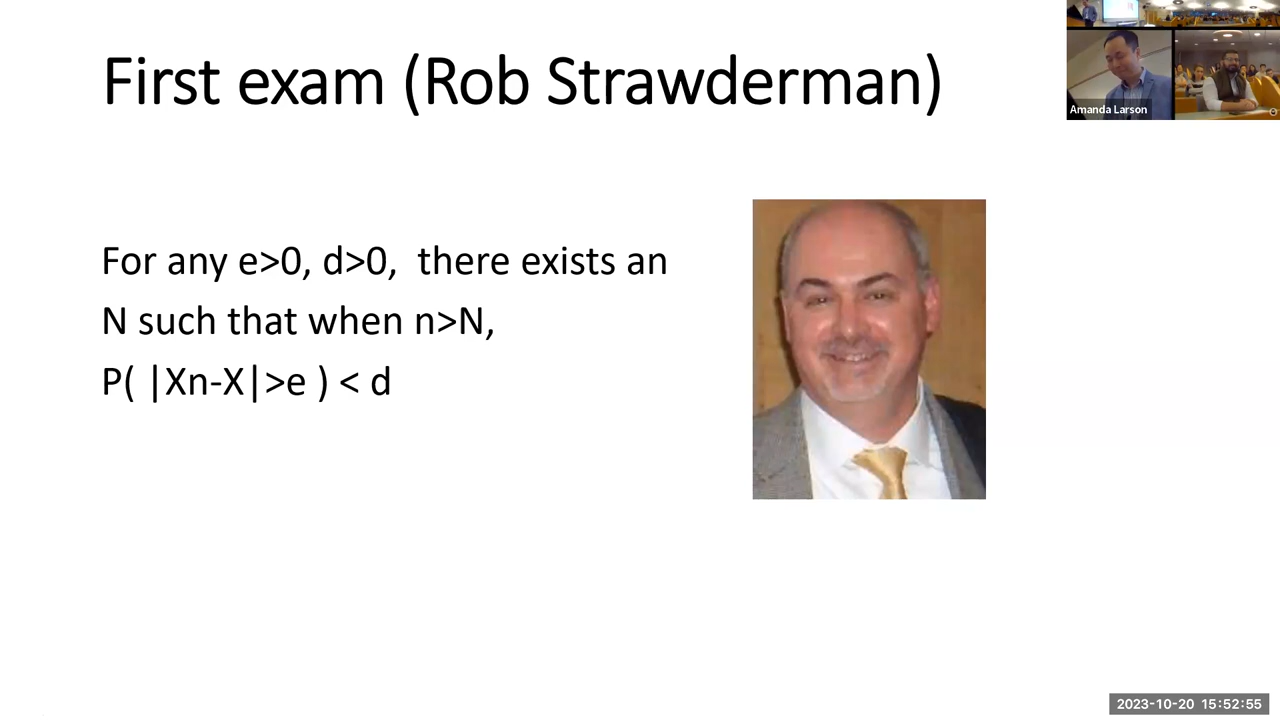 First exam (Rob Strawderman)
Amanda Larson
For any e>0, d>0, there exists an
N such that when n>N,
P( |Xn-X|>e ) < d
2023-10-20 15:52:55